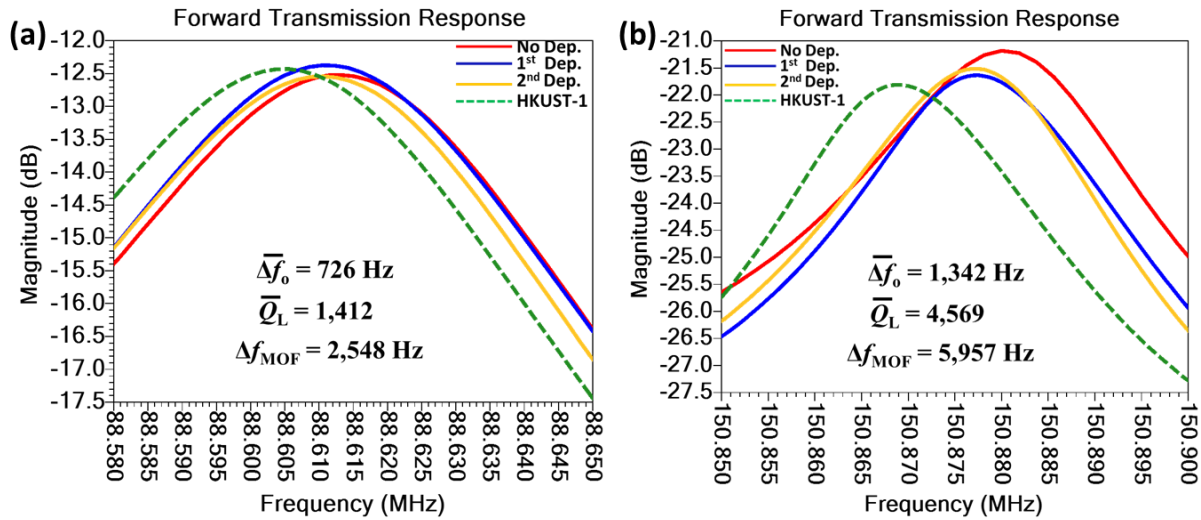 (a)
Forward Transmission Response
Magnitude (dB)
-12.0
-12.5
-13.0
-13.5
-14.0
-14.5
-15.0
-15.5
-16.0
-16.5
-17.0
-17.5
No Dep.
1st Dep.
2nd Dep.
HKUST-1
Δf̅o = 726 Hz
Q̅L = 1,412
ΔfMOF = 2,548 Hz
88.580
88.585
88.590
88.595
88.600
88.605
88.610
88.615
88.620
88.625
88.630
88.635
88.640
88.645
88.650
Frequency (MHz)
(b)
Forward Transmission Response
Magnitude (dB)
-21.0
-21.5
-22.0
-22.5
-23.0
-23.5
-24.0
-24.5
-25.0
-25.5
-26.0
-26.5
-27.0
-27.5
No Dep.
1st Dep.
2nd Dep.
HKUST-1
Δf̅o = 1,342 Hz
Q̅L = 4,569
ΔfMOF = 5,957 Hz
150.850
150.855
150.860
150.865
150.870
150.875
150.880
150.885
150.890
150.895
150.900
Frequency (MHz)